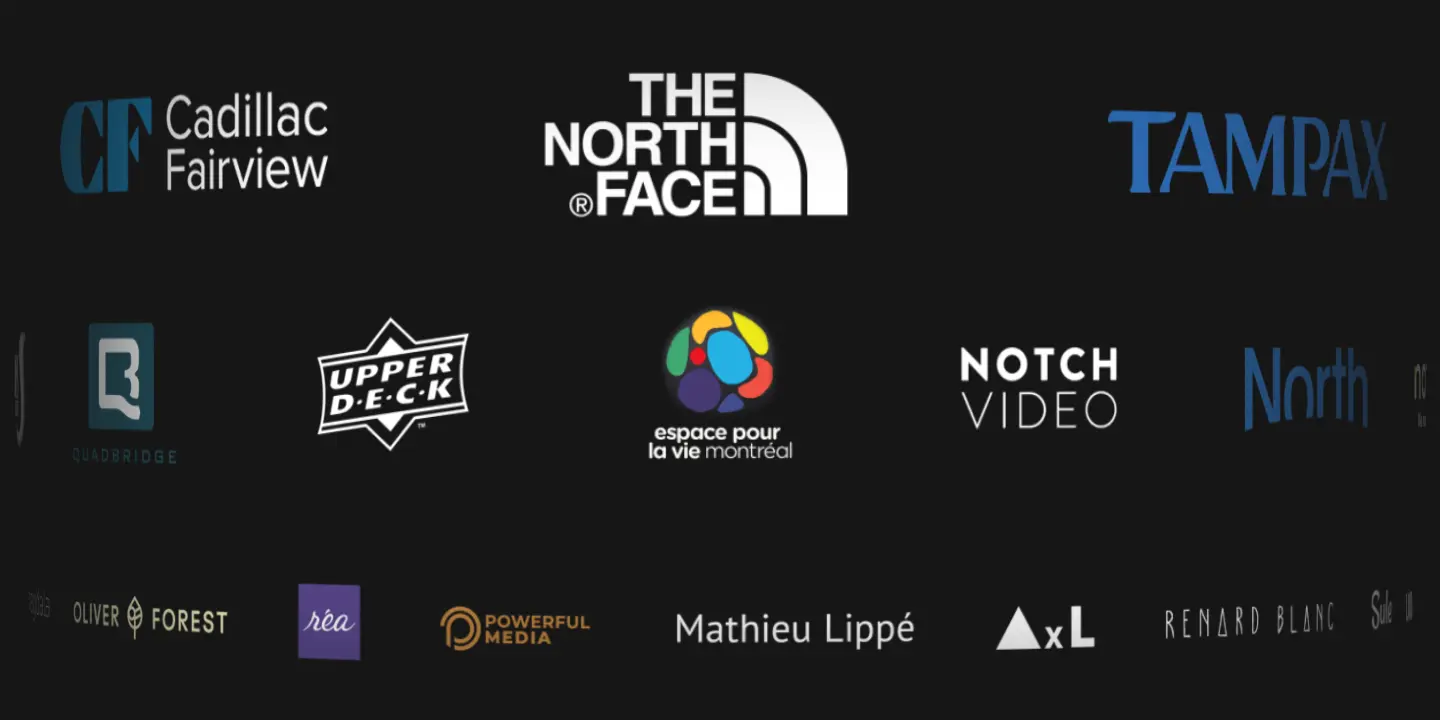 CF Cadillac
Fairview
THE
NORTH
®FACE
TAMPAX
QUADBRIDGE
UPPER
D·E·C·K
™
espace pour
la vie montréal
NOTCH
VIDEO
North
OLIVER FOREST
réa
POWERFUL
MEDIA
Mathieu Lippé
xL
RENARD BLANC